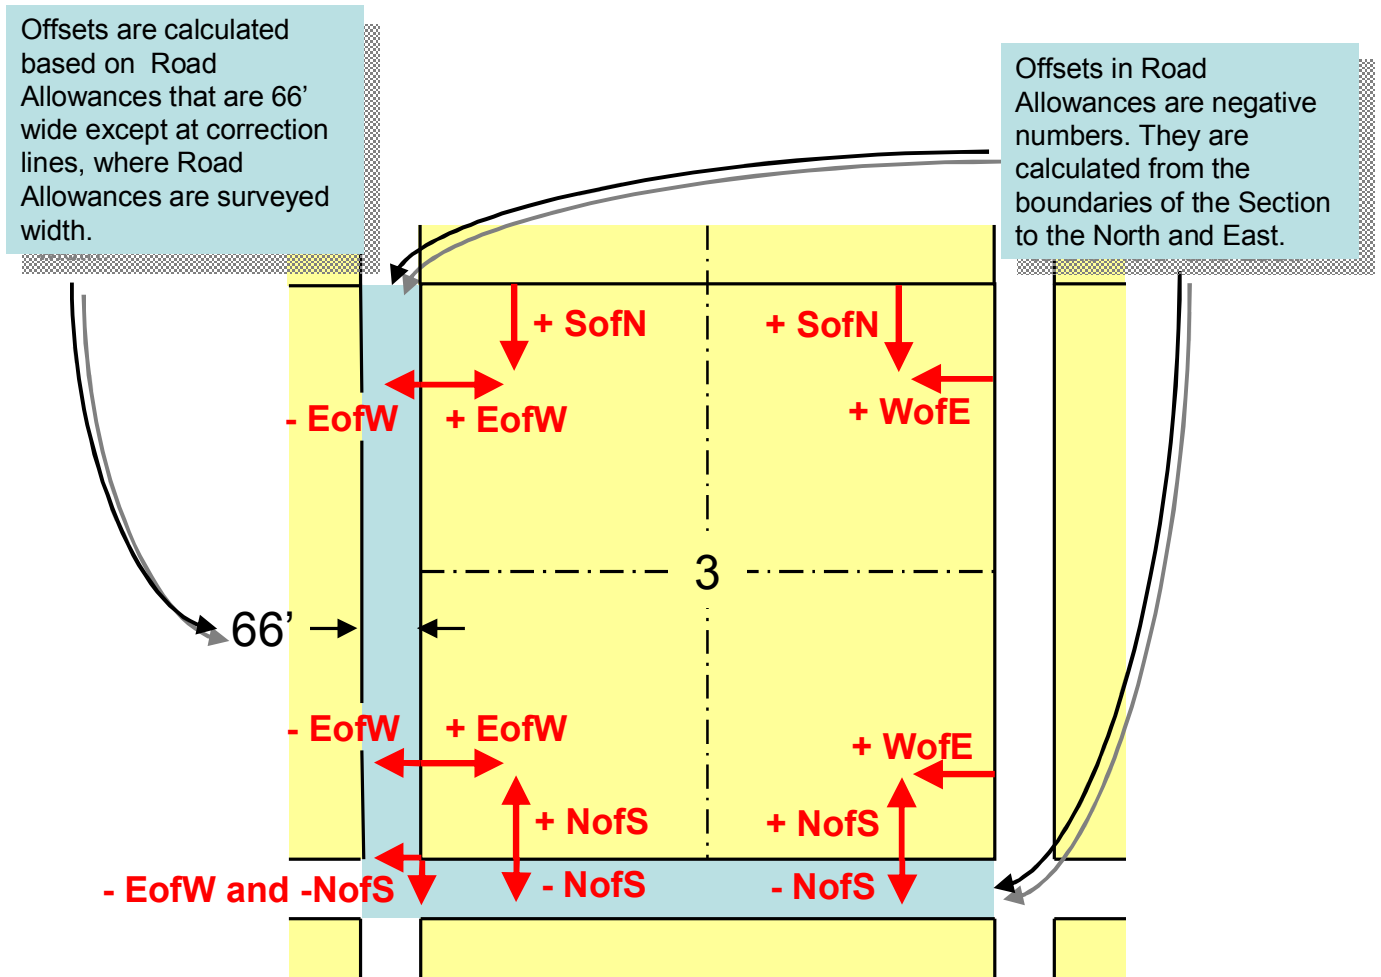 Offsets are calculated
based on Road
Allowances that are 66’
wide except at correction
lines, where Road
Allowances are surveyed
width.
Offsets in Road
Allowances are negative
numbers. They are
calculated from the
boundaries of the Section
to the North and East.
+ SofN
+ SofN
- EofW
+ EofW
+ WofE
3
66’
- EofW
+ EofW
+ WofE
+ NofS
+ NofS
- EofW and -NofS
- NofS
- NofS